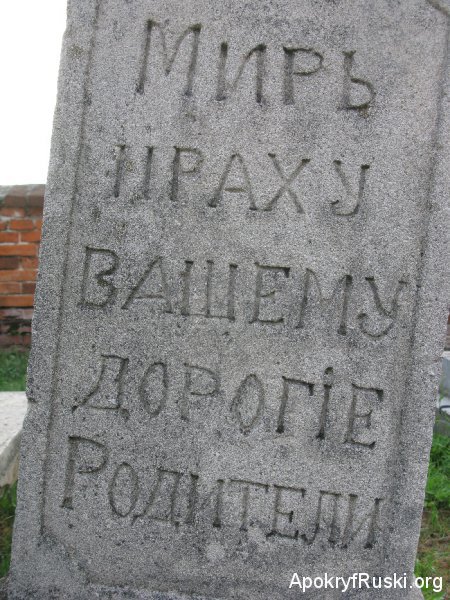 Миръ
ПРАХУ
ВАШЕМУ
ДОРОГІЕ
РОДИТЕЛИ
ApokryfRuski.org